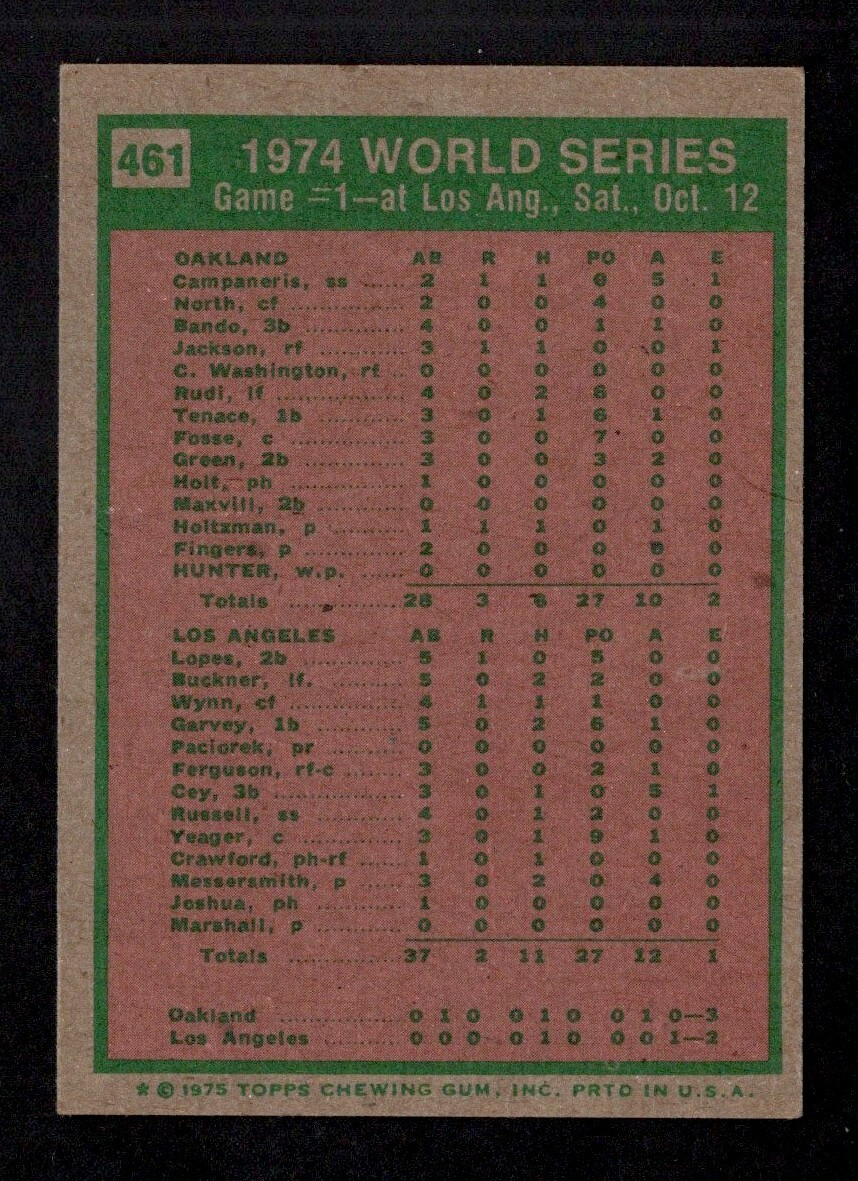 461 1974 WORLD SERIES
Game #1—at Los Ang., Sat., Oct. 12
OAKLAND AB R H PO A E
Campaneris, ss ...... 2 1 1 0 5 1
North, cf ................ 2 0 0 4 0 0
Bando, 3b .............. 4 0 0 1 1 0
Jackson, rf ............ 3 1 1 0 0 1
C. Washington, rf .. 0 0 0 0 0 0
Rudi, lf .................. 4 0 2 6 0 0
Tenace, 1b ............ 3 0 1 6 1 0
Fosse, c ................ 3 0 0 7 0 0
Green, 2b .............. 3 0 0 3 2 0
Holt, ph ................ 1 0 0 0 0 0
Maxvill, 2b ............ 0 0 0 0 0 0
Holtzman, p .......... 1 1 1 0 1 0
Fingers, p .............. 2 0 0 0 0 0
HUNTER, w.p. ...... 0 0 0 0 0 0
Totals .............. 28 3 6 27 10 2
LOS ANGELES AB R H PO A E
Lopes, 2b .............. 5 1 0 5 0 0
Buckner, lf. .......... 5 0 2 2 0 0
Wynn, cf ................ 4 1 1 1 0 0
Garvey, 1b ............ 5 0 2 6 1 0
Paciorek, pr .......... 0 0 0 0 0 0
Ferguson, rf-c ...... 3 0 0 2 1 0
Cey, 3b .................. 3 0 1 0 5 1
Russell, ss ............ 4 0 1 2 0 0
Yeager, c .............. 3 0 1 9 1 0
Crawford, ph-rf .... 1 0 1 0 0 0
Messersmith, p .... 3 0 2 0 4 0
Joshua, ph ............ 1 0 0 0 0 0
Marshall, p ............ 0 0 0 0 0 0
Totals .............. 37 2 11 27 12 1
Oakland ................ 0 1 0 0 1 0 0 1 0—3
Los Angeles .......... 0 0 0 0 1 0 0 0 1—2
* © 1975 TOPPS CHEWING GUM, INC. PRTD IN U.S.A.